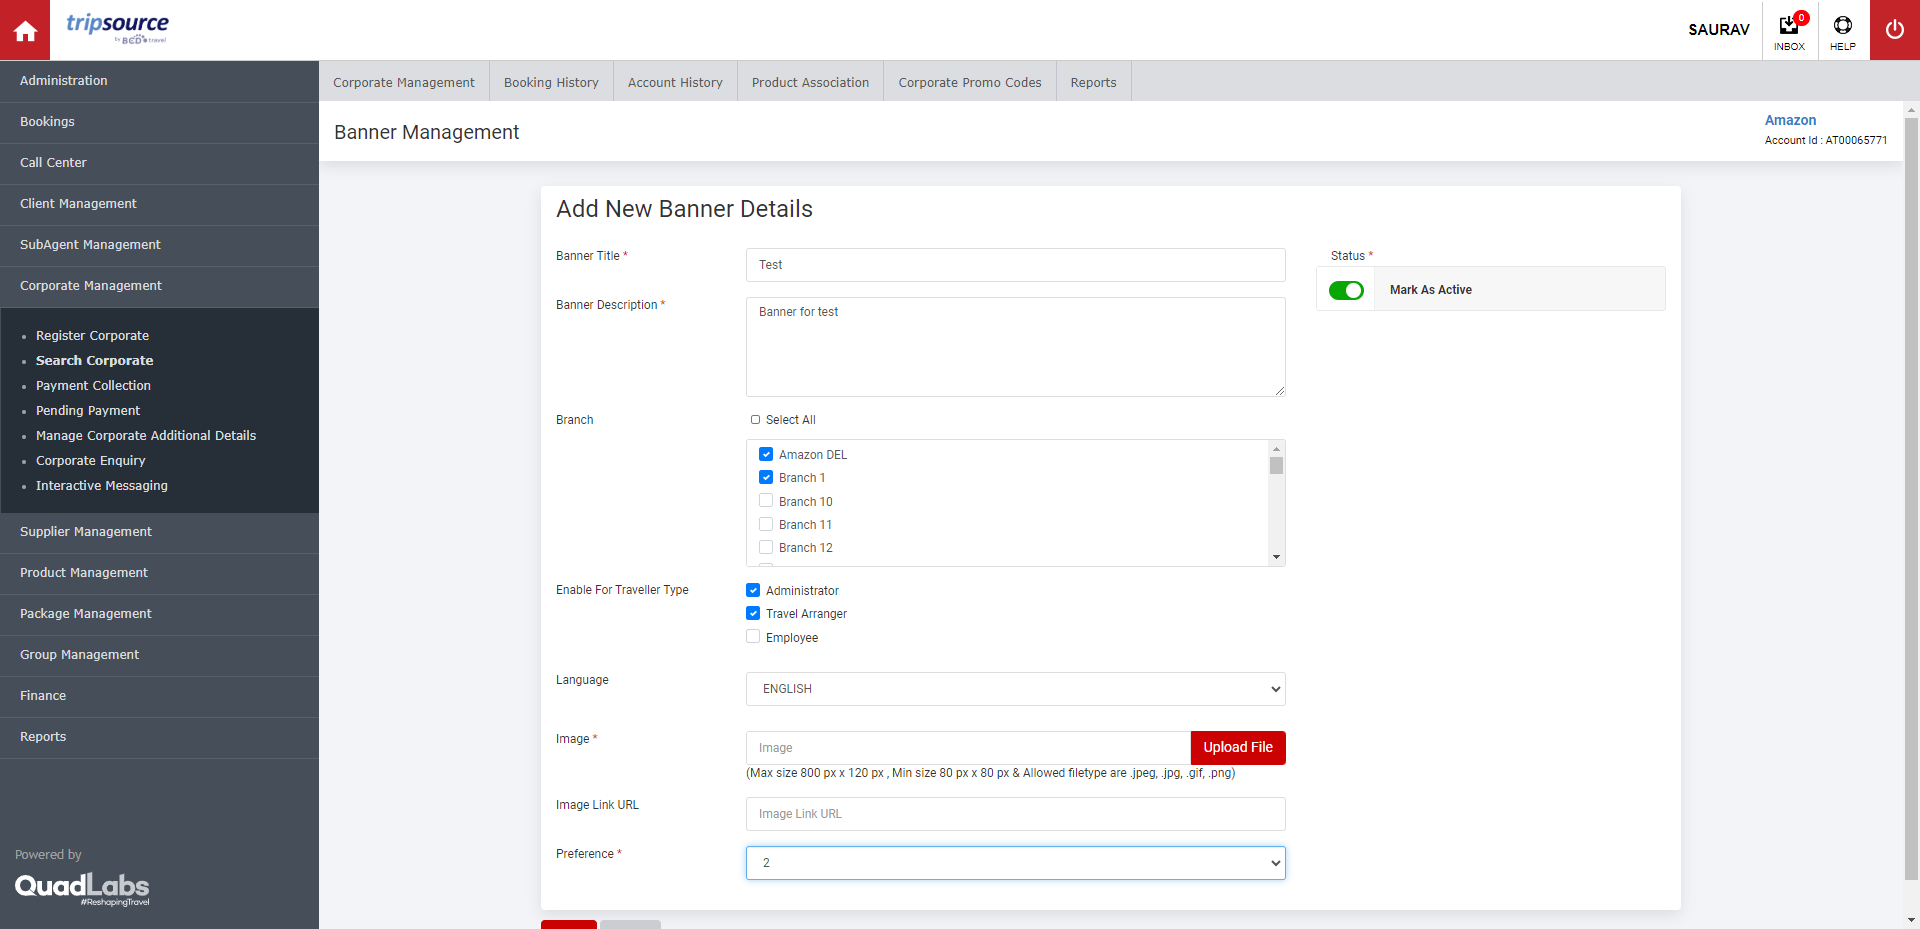 tripsource
by BCD travel
SAURAV
0
INBOX
HELP
Administration
Bookings
Call Center
Client Management
SubAgent Management
Corporate Management
Register Corporate
Search Corporate
Payment Collection
Pending Payment
Manage Corporate Additional Details
Corporate Enquiry
Interactive Messaging
Supplier Management
Product Management
Package Management
Group Management
Finance
Reports
Powered by
QuadLabs
#ReshapingTravel
Corporate Management
Booking History
Account History
Product Association
Corporate Promo Codes
Reports
Banner Management
Amazon
Account Id : AT00065771
Add New Banner Details
Banner Title *
Test
Status *
Mark As Active
Banner Description *
Banner for test
Branch
Select All
Amazon DEL
Branch 1
Branch 10
Branch 11
Branch 12
Enable For Traveller Type
Administrator
Travel Arranger
Employee
Language
ENGLISH
Image *
Image
Upload File
(Max size 800 px x 120 px , Min size 80 px x 80 px & Allowed filetype are .jpeg, .jpg, .gif, .png)
Image Link URL
Image Link URL
Preference *
2